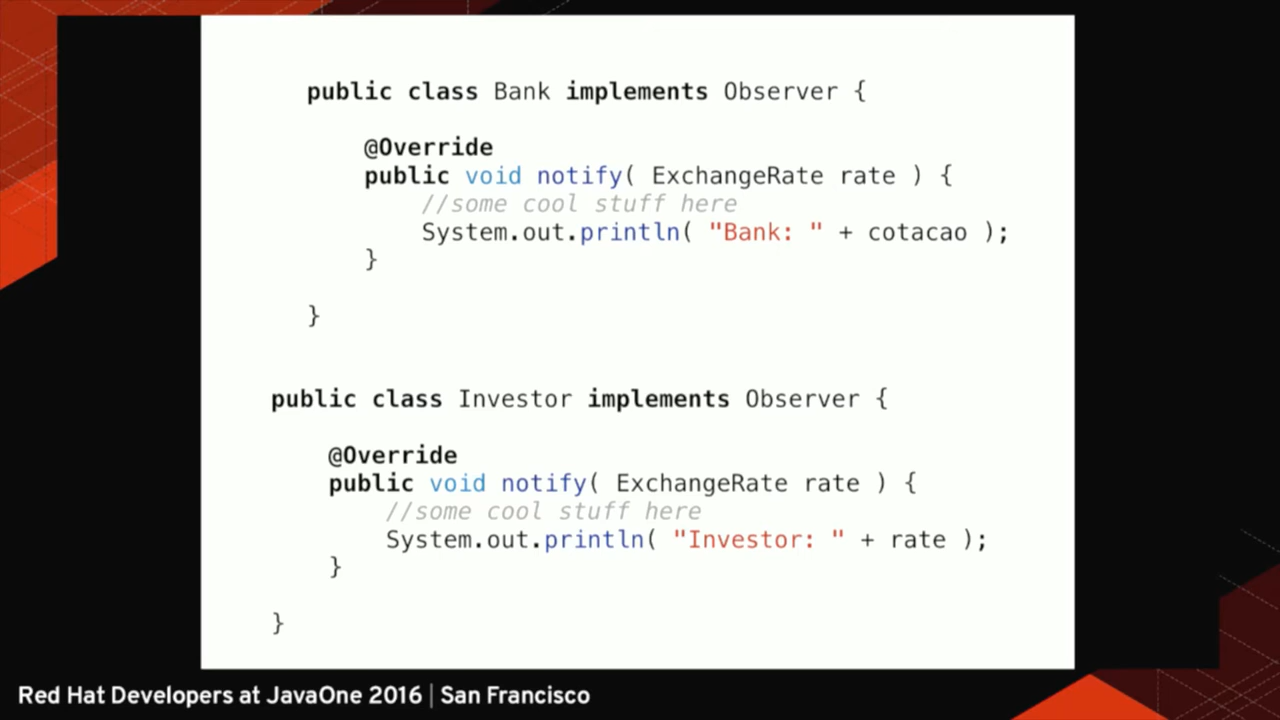 public class Bank implements Observer {
@Override
public void notify( ExchangeRate rate ) {
//some cool stuff here
System.out.println( "Bank: " + cotacao );
}
}
public class Investor implements Observer {
@Override
public void notify( ExchangeRate rate ) {
//some cool stuff here
System.out.println( "Investor: " + rate );
}
}
Red Hat Developers at JavaOne 2016 | San Francisco